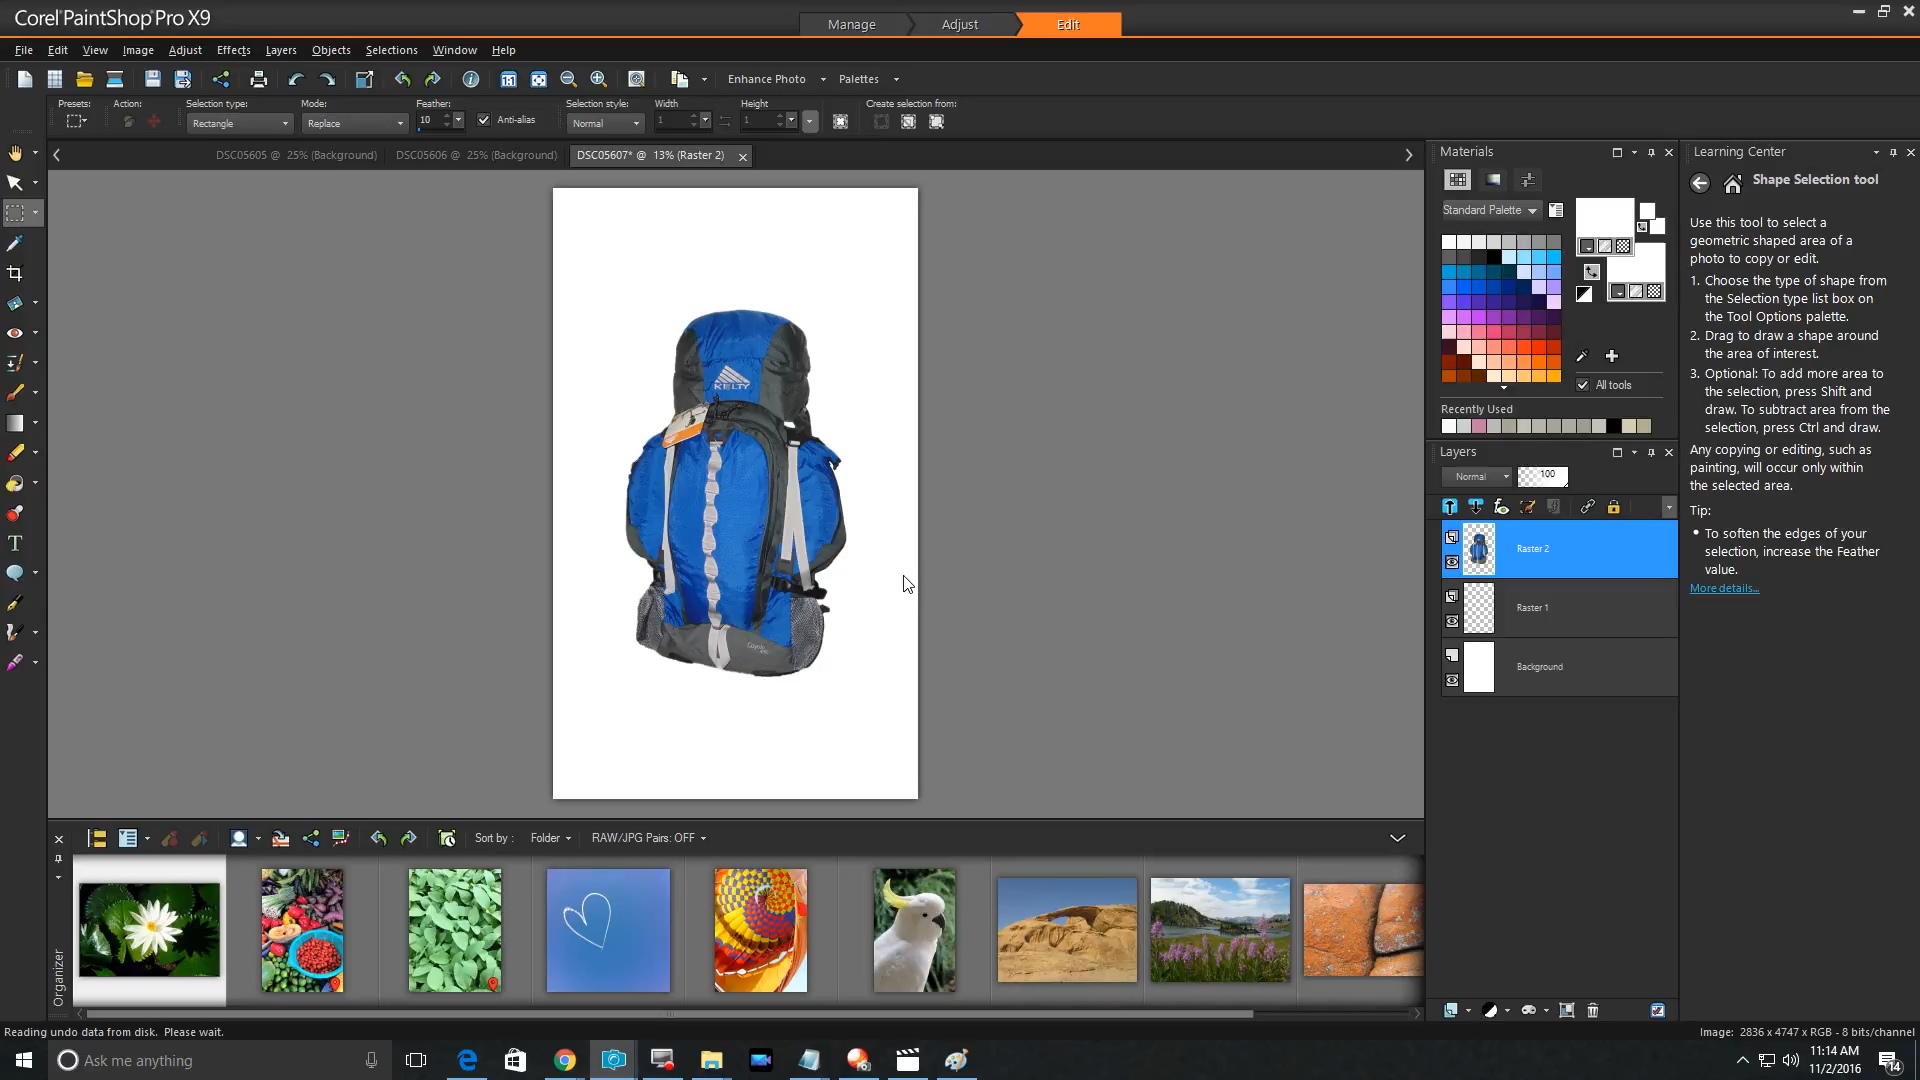 Corel PaintShop Pro X9
Manage
Adjust
Edit
File Edit View Image Adjust Effects Layers Objects Selections Window Help
Enhance Photo
Palettes
Presets:
Action:
Selection type:
Mode:
Feather:
Selection style:
Width
Height
Create selection from:
Rectangle
Replace
10
Anti-alias
Normal
1
1
DSC05605 @ 25% (Background)
DSC05606 @ 25% (Background)
DSC05607* @ 13% (Raster 2)
Materials
Standard Palette
All tools
Recently Used
Layers
Normal
100
Raster 2
Raster 1
Background
Learning Center
Shape Selection tool
Use this tool to select a
geometric shaped area of a
photo to copy or edit.
1. Choose the type of shape from
the Selection type list box on
the Tool Options palette.
2. Drag to draw a shape around
the area of interest.
3. Optional: To add more area to
the selection, press Shift and
draw. To subtract area from the
selection, press Ctrl and draw.
Any copying or editing, such as
painting, will occur only within
the selected area.
Tip:
• To soften the edges of your
selection, increase the Feather
value.
More details...
KELTY
Coyote
Organizer
Sort by :
Folder
RAW/JPG Pairs: OFF
Reading undo data from disk. Please wait.
Image: 2836 x 4747 x RGB - 8 bits/channel
Ask me anything
11:14 AM
11/2/2016
14